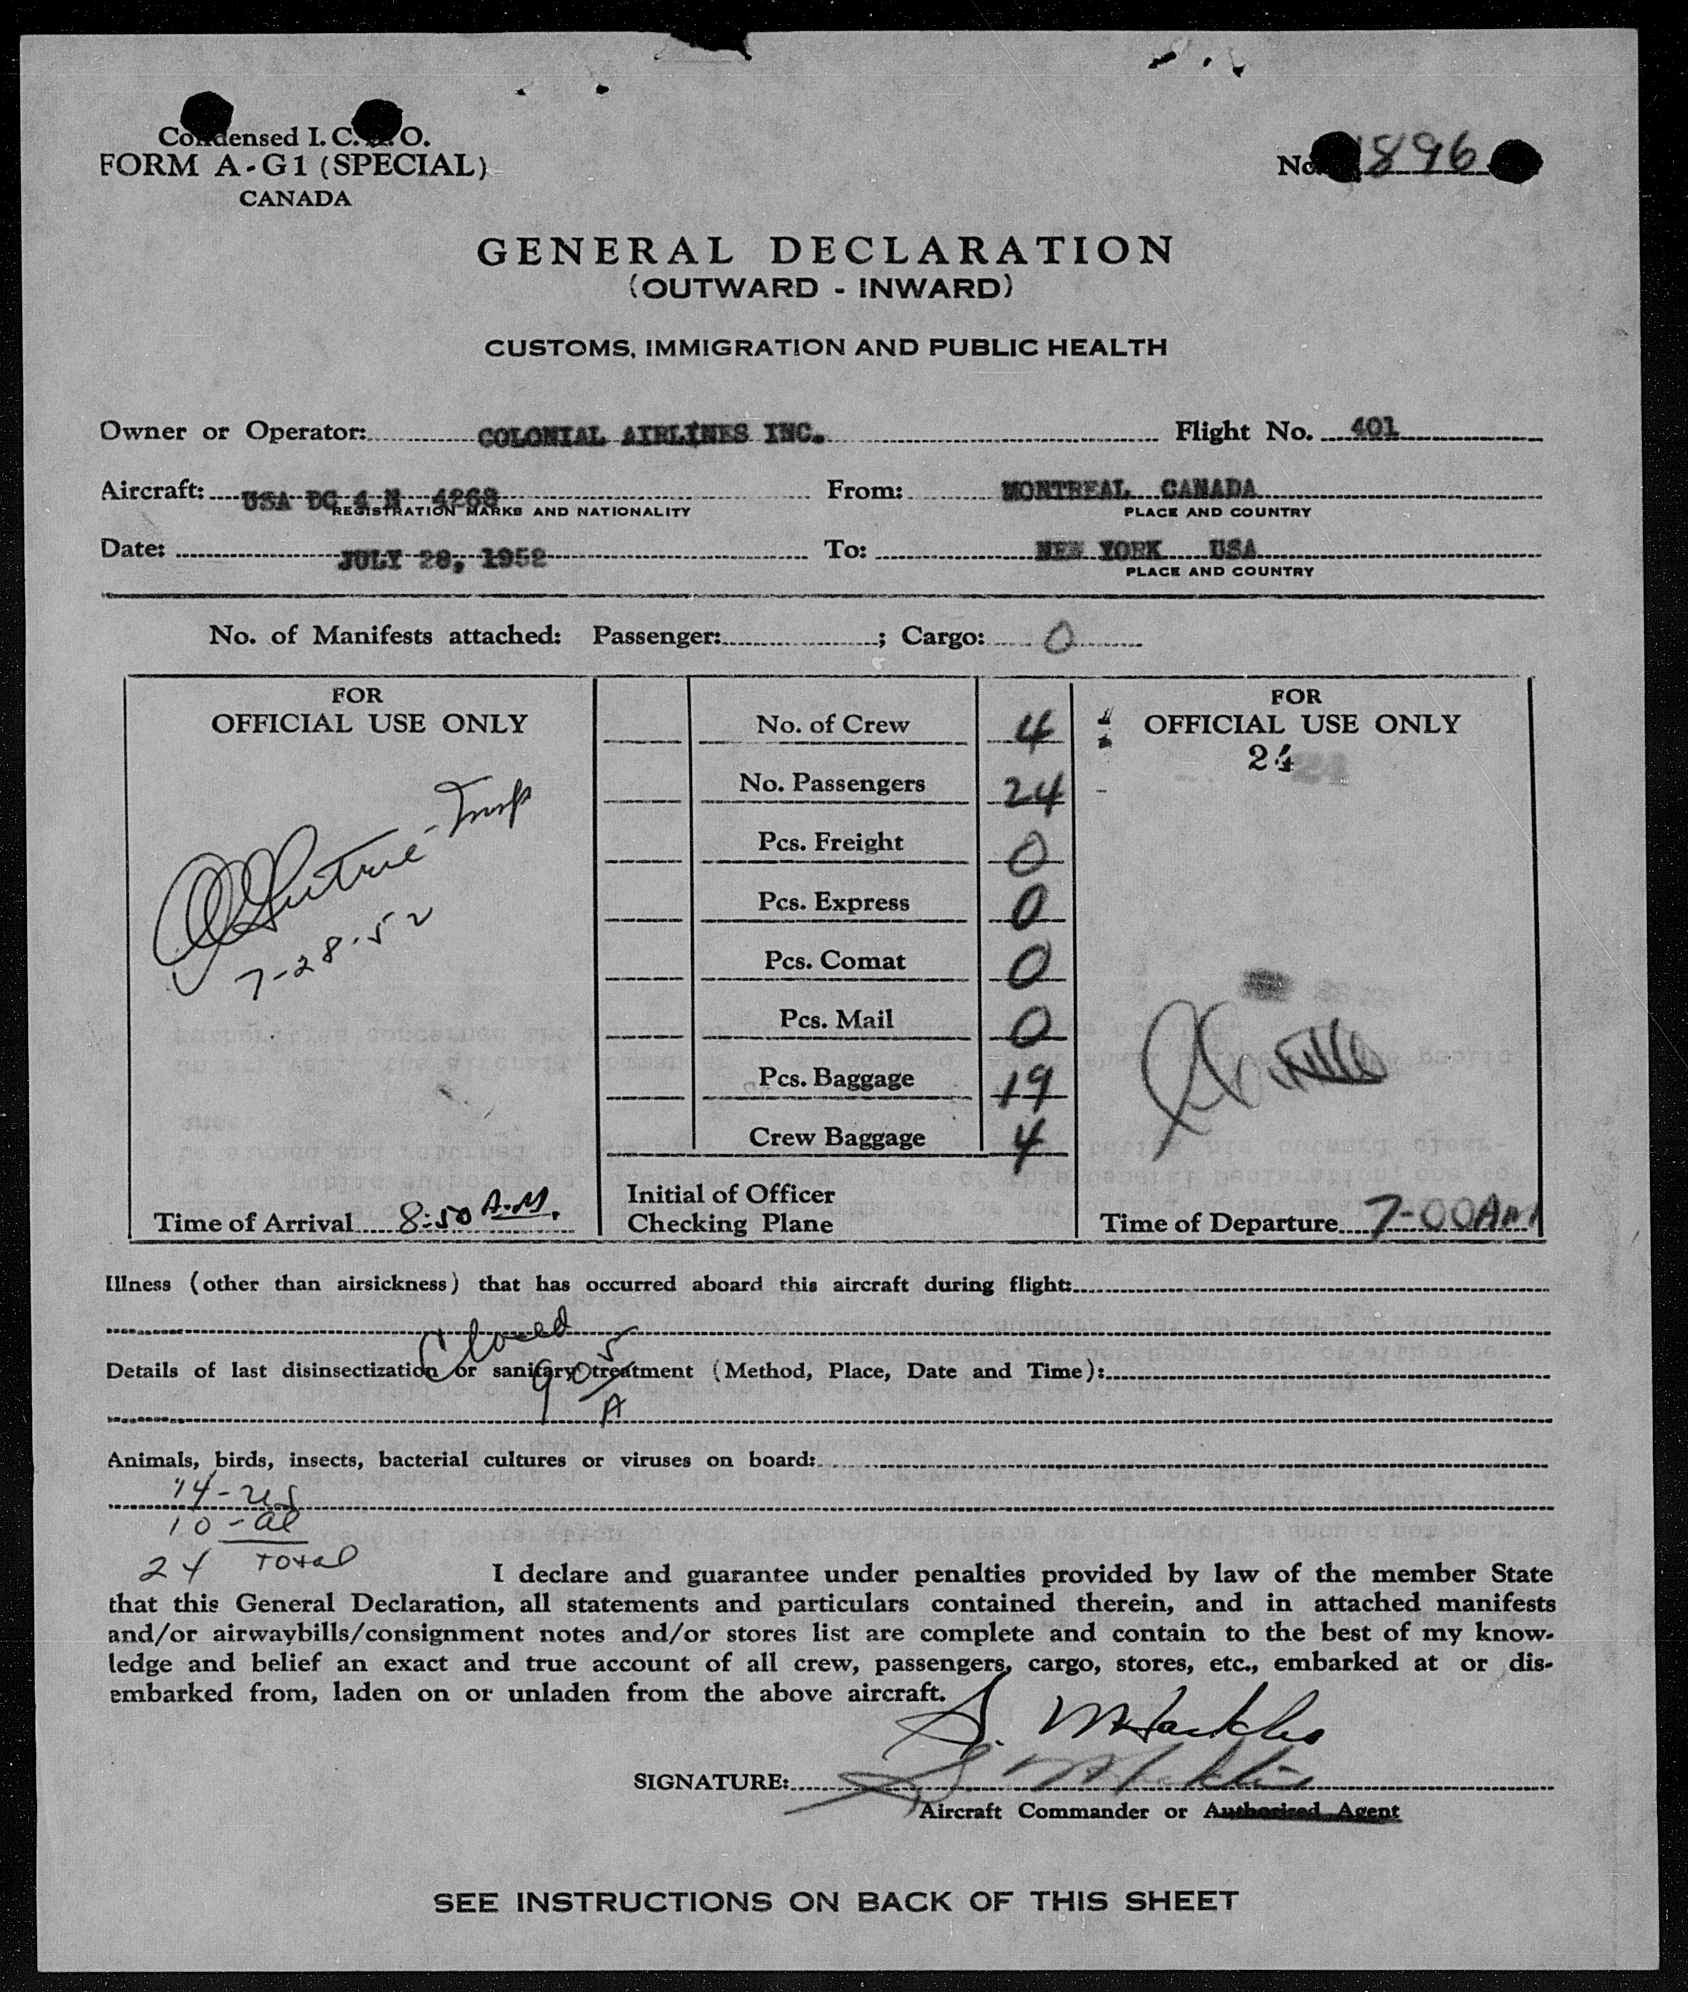 Condensed I. C. A. O.
FORM A-G1 (SPECIAL)
CANADA
No. 1896
GENERAL DECLARATION
(OUTWARD - INWARD)
CUSTOMS, IMMIGRATION AND PUBLIC HEALTH
Owner or Operator: COLONIAL AIRLINES INC. Flight No. 401
Aircraft: USA DC 4 N 4268 From: MONTREAL CANADA
REGISTRATION MARKS AND NATIONALITY PLACE AND COUNTRY
Date: JULY 28, 1952 To: NEW YORK USA
PLACE AND COUNTRY
No. of Manifests attached: Passenger: ; Cargo: 0
FOR
OFFICIAL USE ONLY
7-28-52
Time of Arrival 8:50 A.M.
No. of Crew 4
No. Passengers 24
Pcs. Freight 0
Pcs. Express 0
Pcs. Comat 0
Pcs. Mail 0
Pcs. Baggage 19
Crew Baggage 4
Initial of Officer
Checking Plane
FOR
OFFICIAL USE ONLY
24
Time of Departure 7-00 AM
Illness (other than airsickness) that has occurred aboard this aircraft during flight:
Closed
Details of last disinsectization or sanitary treatment (Method, Place, Date and Time):
905
A
Animals, birds, insects, bacterial cultures or viruses on board:
14 - us
10 - al
24 Total
I declare and guarantee under penalties provided by law of the member State
that this General Declaration, all statements and particulars contained therein, and in attached manifests
and/or airwaybills/consignment notes and/or stores list are complete and contain to the best of my know-
ledge and belief an exact and true account of all crew, passengers, cargo, stores, etc., embarked at or dis-
embarked from, laden on or unladen from the above aircraft.
SIGNATURE:
Aircraft Commander or Authorized Agent
SEE INSTRUCTIONS ON BACK OF THIS SHEET